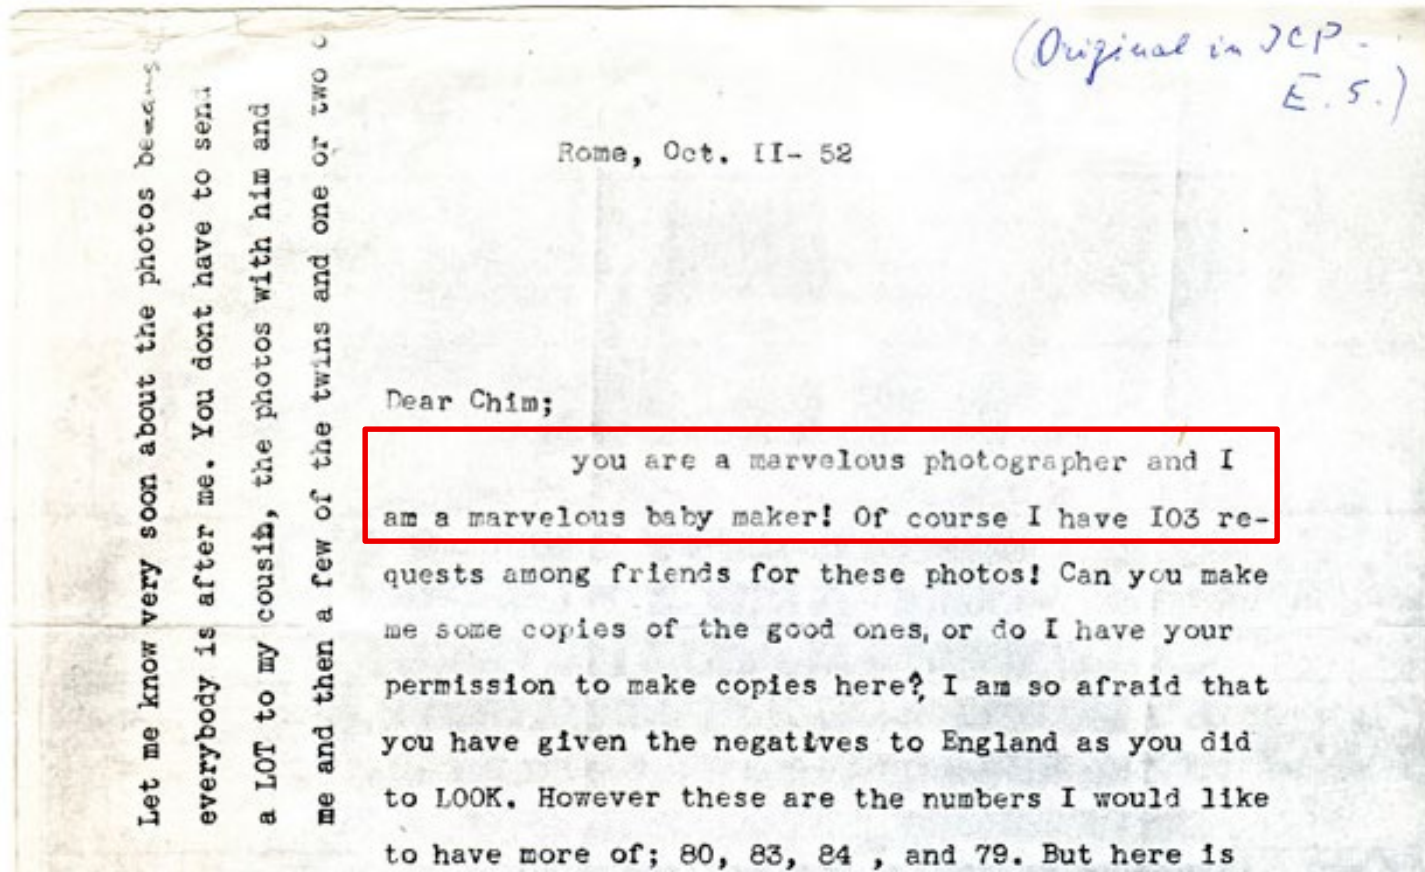 (Original in ICP -
E. S.)
Rome, Oct. II- 52
Dear Chim;
you are a marvelous photographer and I
am a marvelous baby maker! Of course I have I03 re-
quests among friends for these photos! Can you make
me some copies of the good ones, or do I have your
permission to make copies here?, I am so afraid that
you have given the negatives to England as you did
to LOOK. However these are the numbers I would like
to have more of; 80, 83, 84 , and 79. But here is
Let me know very soon about the photos because
everybody is after me. You dont have to send
a LOT to my cousin, the photos with him and
me and then a few of the twins and one or two